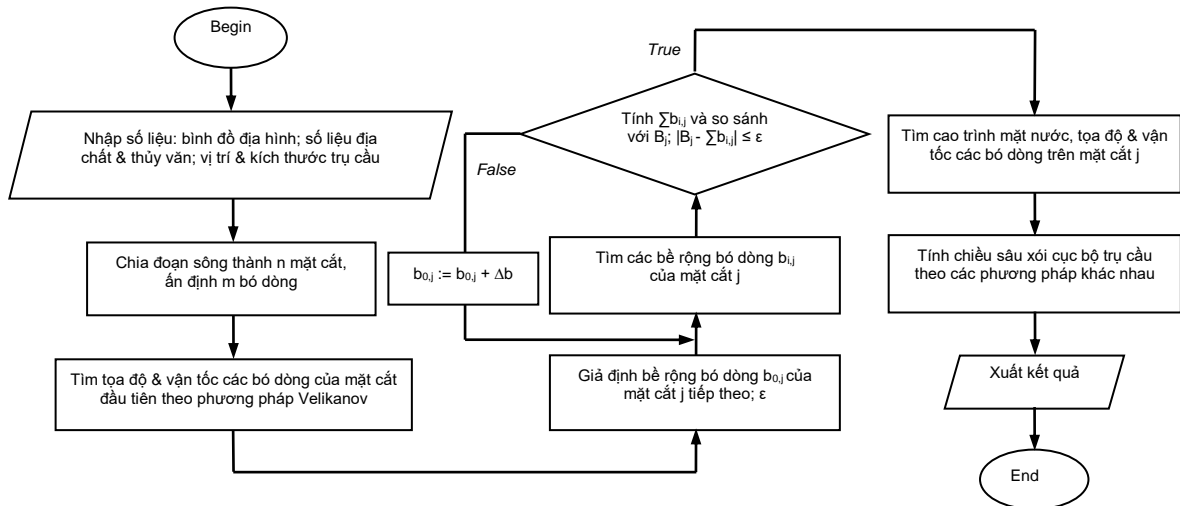 Begin
Nhập số liệu: bình đồ địa hình; số liệu địa
chất & thủy văn; vị trí & kích thước trụ cầu
Chia đoạn sông thành n mặt cắt,
ấn định m bó dòng
Tìm tọa độ & vận tốc các bó dòng của mặt cắt
đầu tiên theo phương pháp Velikanov
Giả định bề rộng bó dòng b0,j của
mặt cắt j tiếp theo; ε
Tìm các bề rộng bó dòng bi,j
của mặt cắt j
Tính ∑bi,j và so sánh
với Bj; |Bj - ∑bi,j| ≤ ε
False
b0,j := b0,j + Δb
True
Tìm cao trình mặt nước, tọa độ & vận
tốc các bó dòng trên mặt cắt j
Tính chiều sâu xói cục bộ trụ cầu
theo các phương pháp khác nhau
Xuất kết quả
End